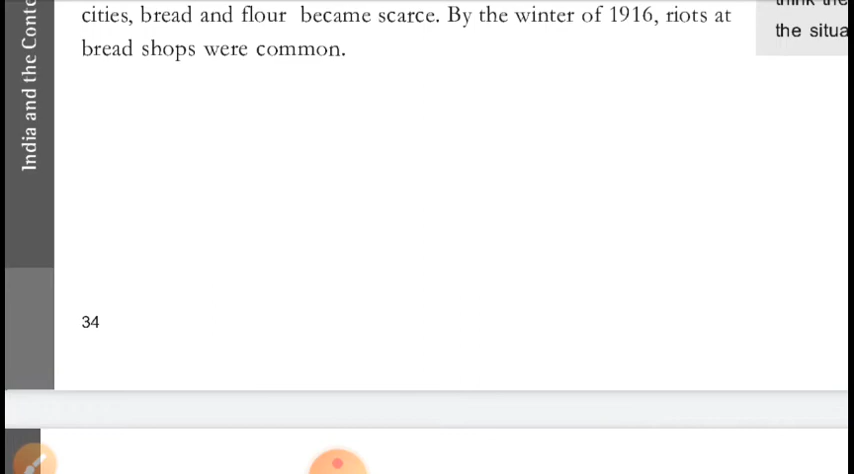 cities, bread and flour became scarce. By the winter of 1916, riots at
bread shops were common.
the situa
India and the Conte
34